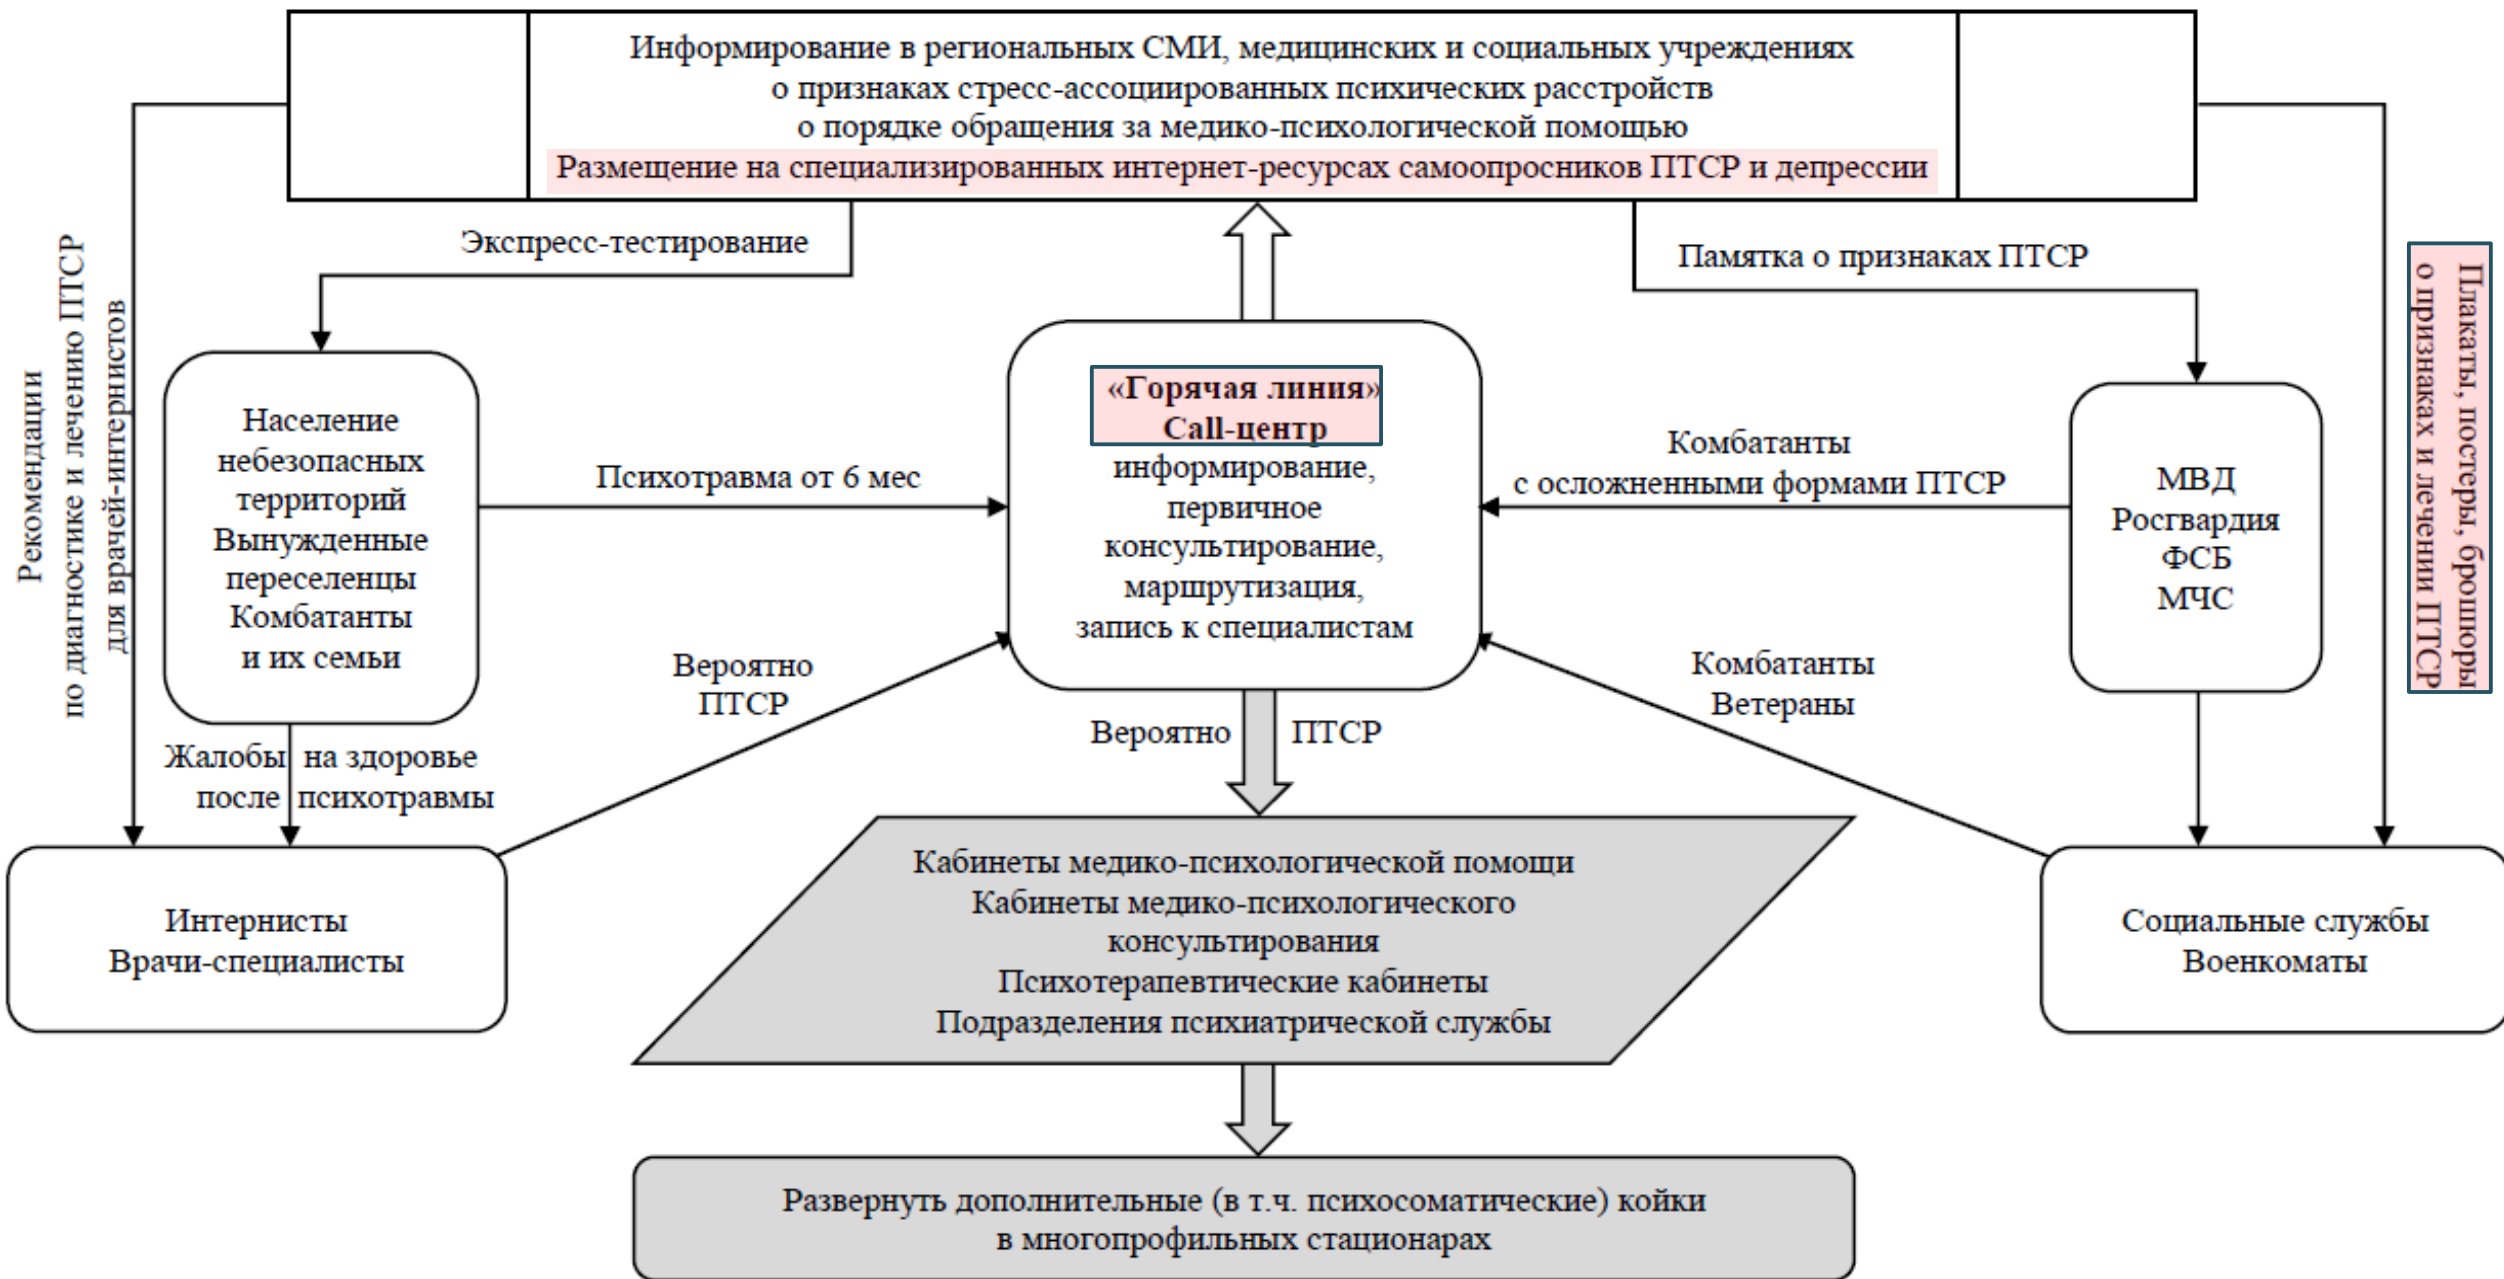 Информирование в региональных СМИ, медицинских и социальных учреждениях
о признаках стресс-ассоциированных психических расстройств
о порядке обращения за медико-психологической помощью
Размещение на специализированных интернет-ресурсах самоопросников ПТСР и депрессии
Рекомендации
по диагностике и лечению ПТСР
для врачей-интернистов
Экспресс-тестирование
Памятка о признаках ПТСР
Плакаты, постеры, брошюры
о признаках и лечении ПТСР
Население
небезопасных
территорий
Вынужденные
переселенцы
Комбатанты
и их семьи
Психотравма от 6 мес
«Горячая линия»
Call-центр
информирование,
первичное
консультирование,
маршрутизация,
запись к специалистам
Комбатанты
с осложненными формами ПТСР
МВД
Росгвардия
ФСБ
МЧС
Жалобы на здоровье
после психотравмы
Вероятно
ПТСР
Вероятно ПТСР
Комбатанты
Ветераны
Интернисты
Врачи-специалисты
Кабинеты медико-психологической помощи
Кабинеты медико-психологического
консультирования
Психотерапевтические кабинеты
Подразделения психиатрической службы
Социальные службы
Военкоматы
Развернуть дополнительные (в т.ч. психосоматические) койки
в многопрофильных стационарах